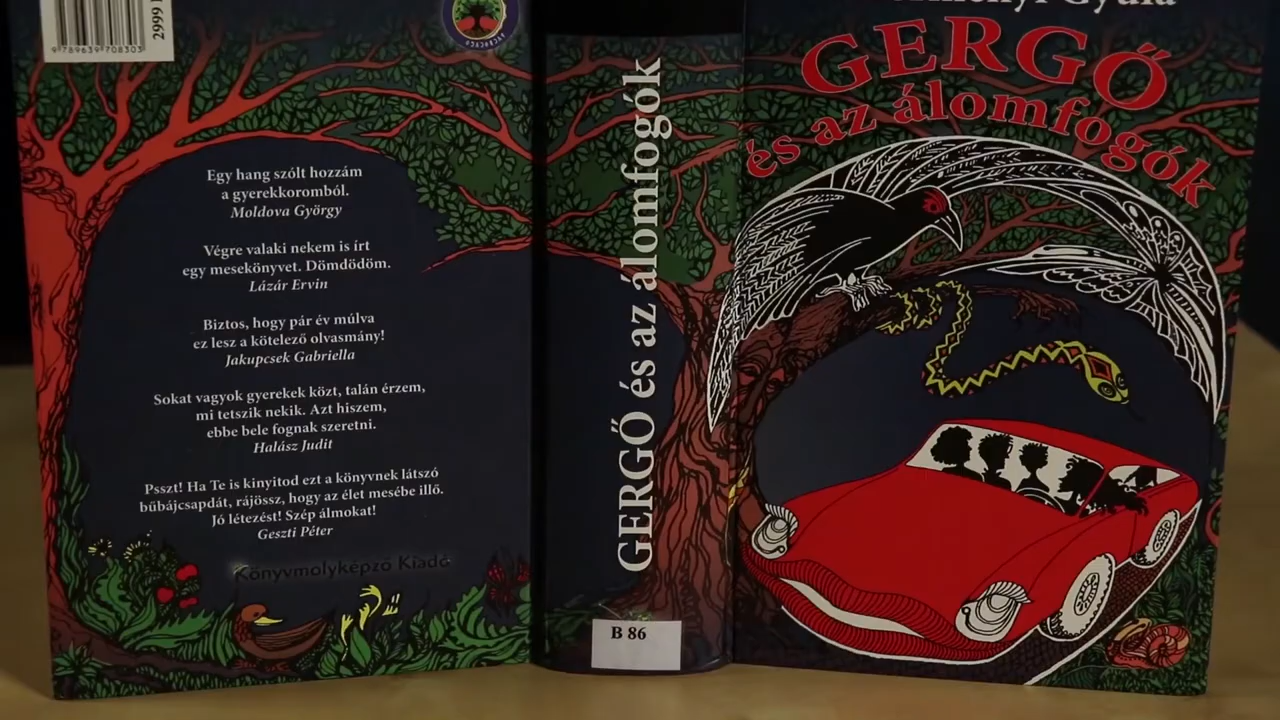 9789639708303
2999
Egy hang szólt hozzám
a gyerekkoromból.
Moldova György
Végre valaki nekem is írt
egy mesekönyvet. Dömdödöm.
Lázár Ervin
Biztos, hogy pár év múlva
ez lesz a kötelező olvasmány!
Jakupcsek Gabriella
Sokat vagyok gyerekek közt, talán érzem,
mi tetszik nekik. Azt hiszem,
ebbe bele fognak szeretni.
Halász Judit
Psszt! Ha Te is kinyitod ezt a könyvnek látszó
bűbájcsapdát, rájössz, hogy az élet mesébe illő.
Jó létezést! Szép álmokat!
Geszti Péter
Könyvmolyképző Kiadó
GERGŐ és az álomfogók
B 86
Gyula
GERGŐ
és az álomfogók